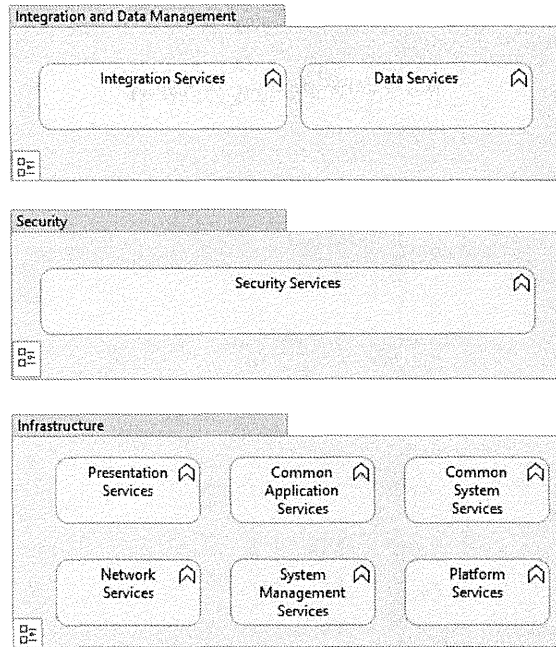 Integration and Data Management
Integration Services
Data Services
Security
Security Services
Infrastructure
Presentation
Services
Common
Application
Services
Common
System
Services
Network
Services
System
Management
Services
Platform
Services